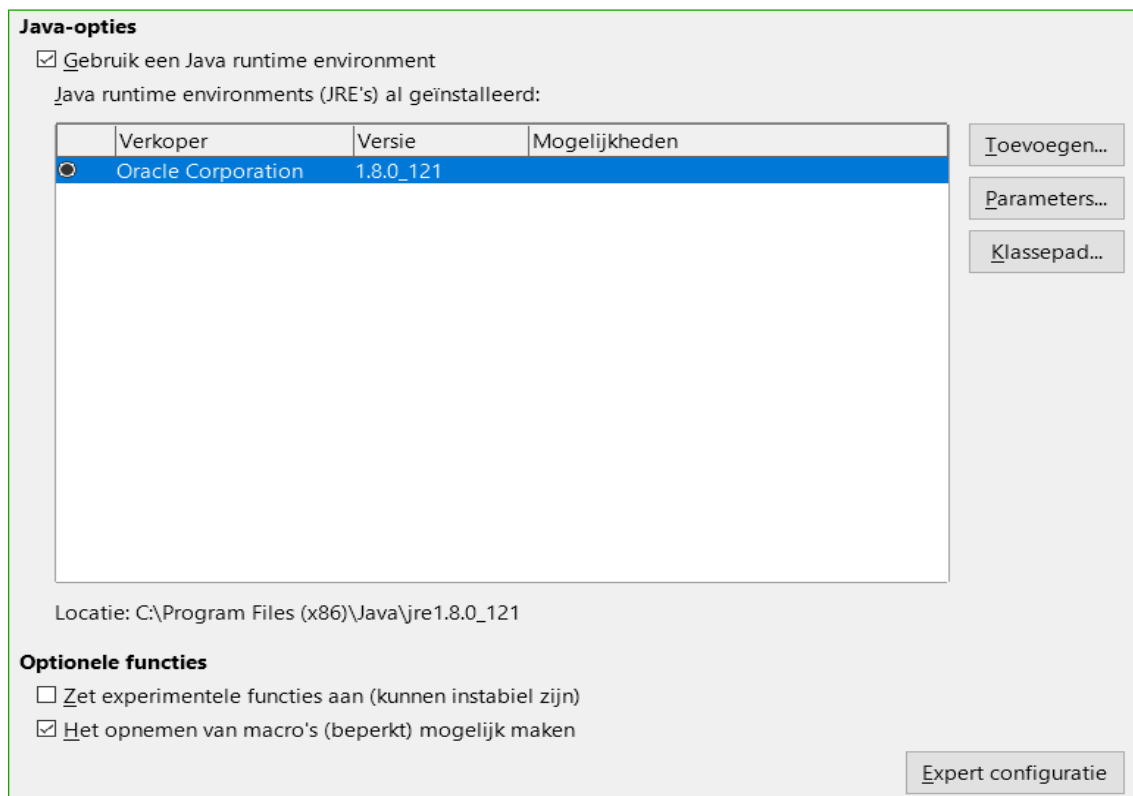 Java-opties
Gebruik een Java runtime environment
Java runtime environments (JRE's) al geïnstalleerd:
Verkoper Versie Mogelijkheden
Oracle Corporation 1.8.0_121
Toevoegen...
Parameters...
Klassepad...
Locatie: C:\Program Files (x86)\Java\jre1.8.0_121
Optionele functies
Zet experimentele functies aan (kunnen instabiel zijn)
Het opnemen van macro's (beperkt) mogelijk maken
Expert configuratie